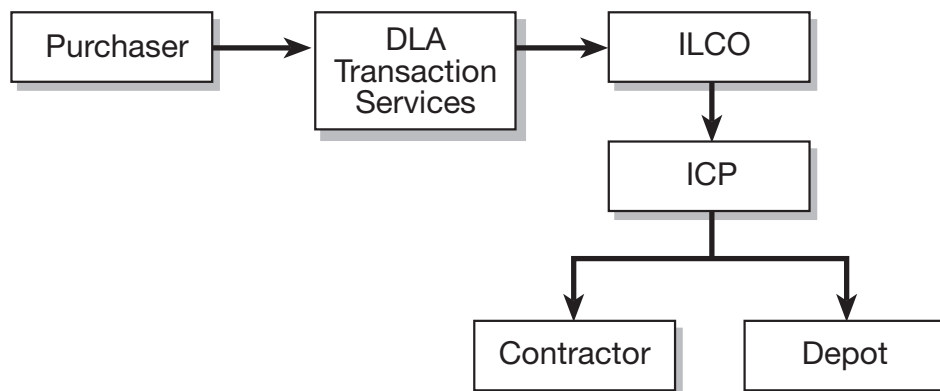 Purchaser
DLA
Transaction
Services
ILCO
ICP
Contractor
Depot